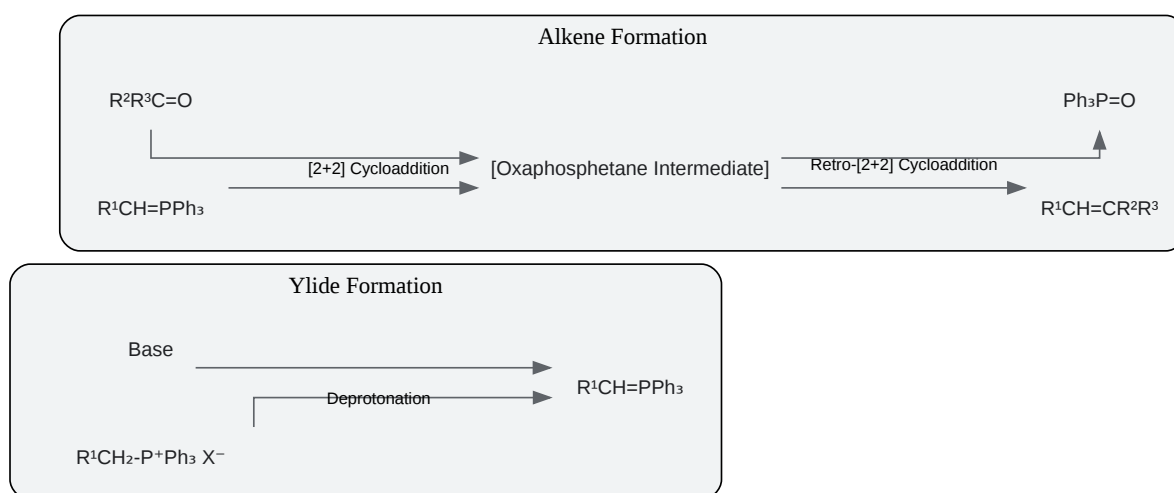 Alkene Formation
R²R³C=O
Ph₃P=O
[2+2] Cycloaddition
[Oxaphosphetane Intermediate]
Retro-[2+2] Cycloaddition
R¹CH=PPh₃
R¹CH=CR²R³
Ylide Formation
Base
R¹CH=PPh₃
Deprotonation
R¹CH₂-P⁺Ph₃ X⁻